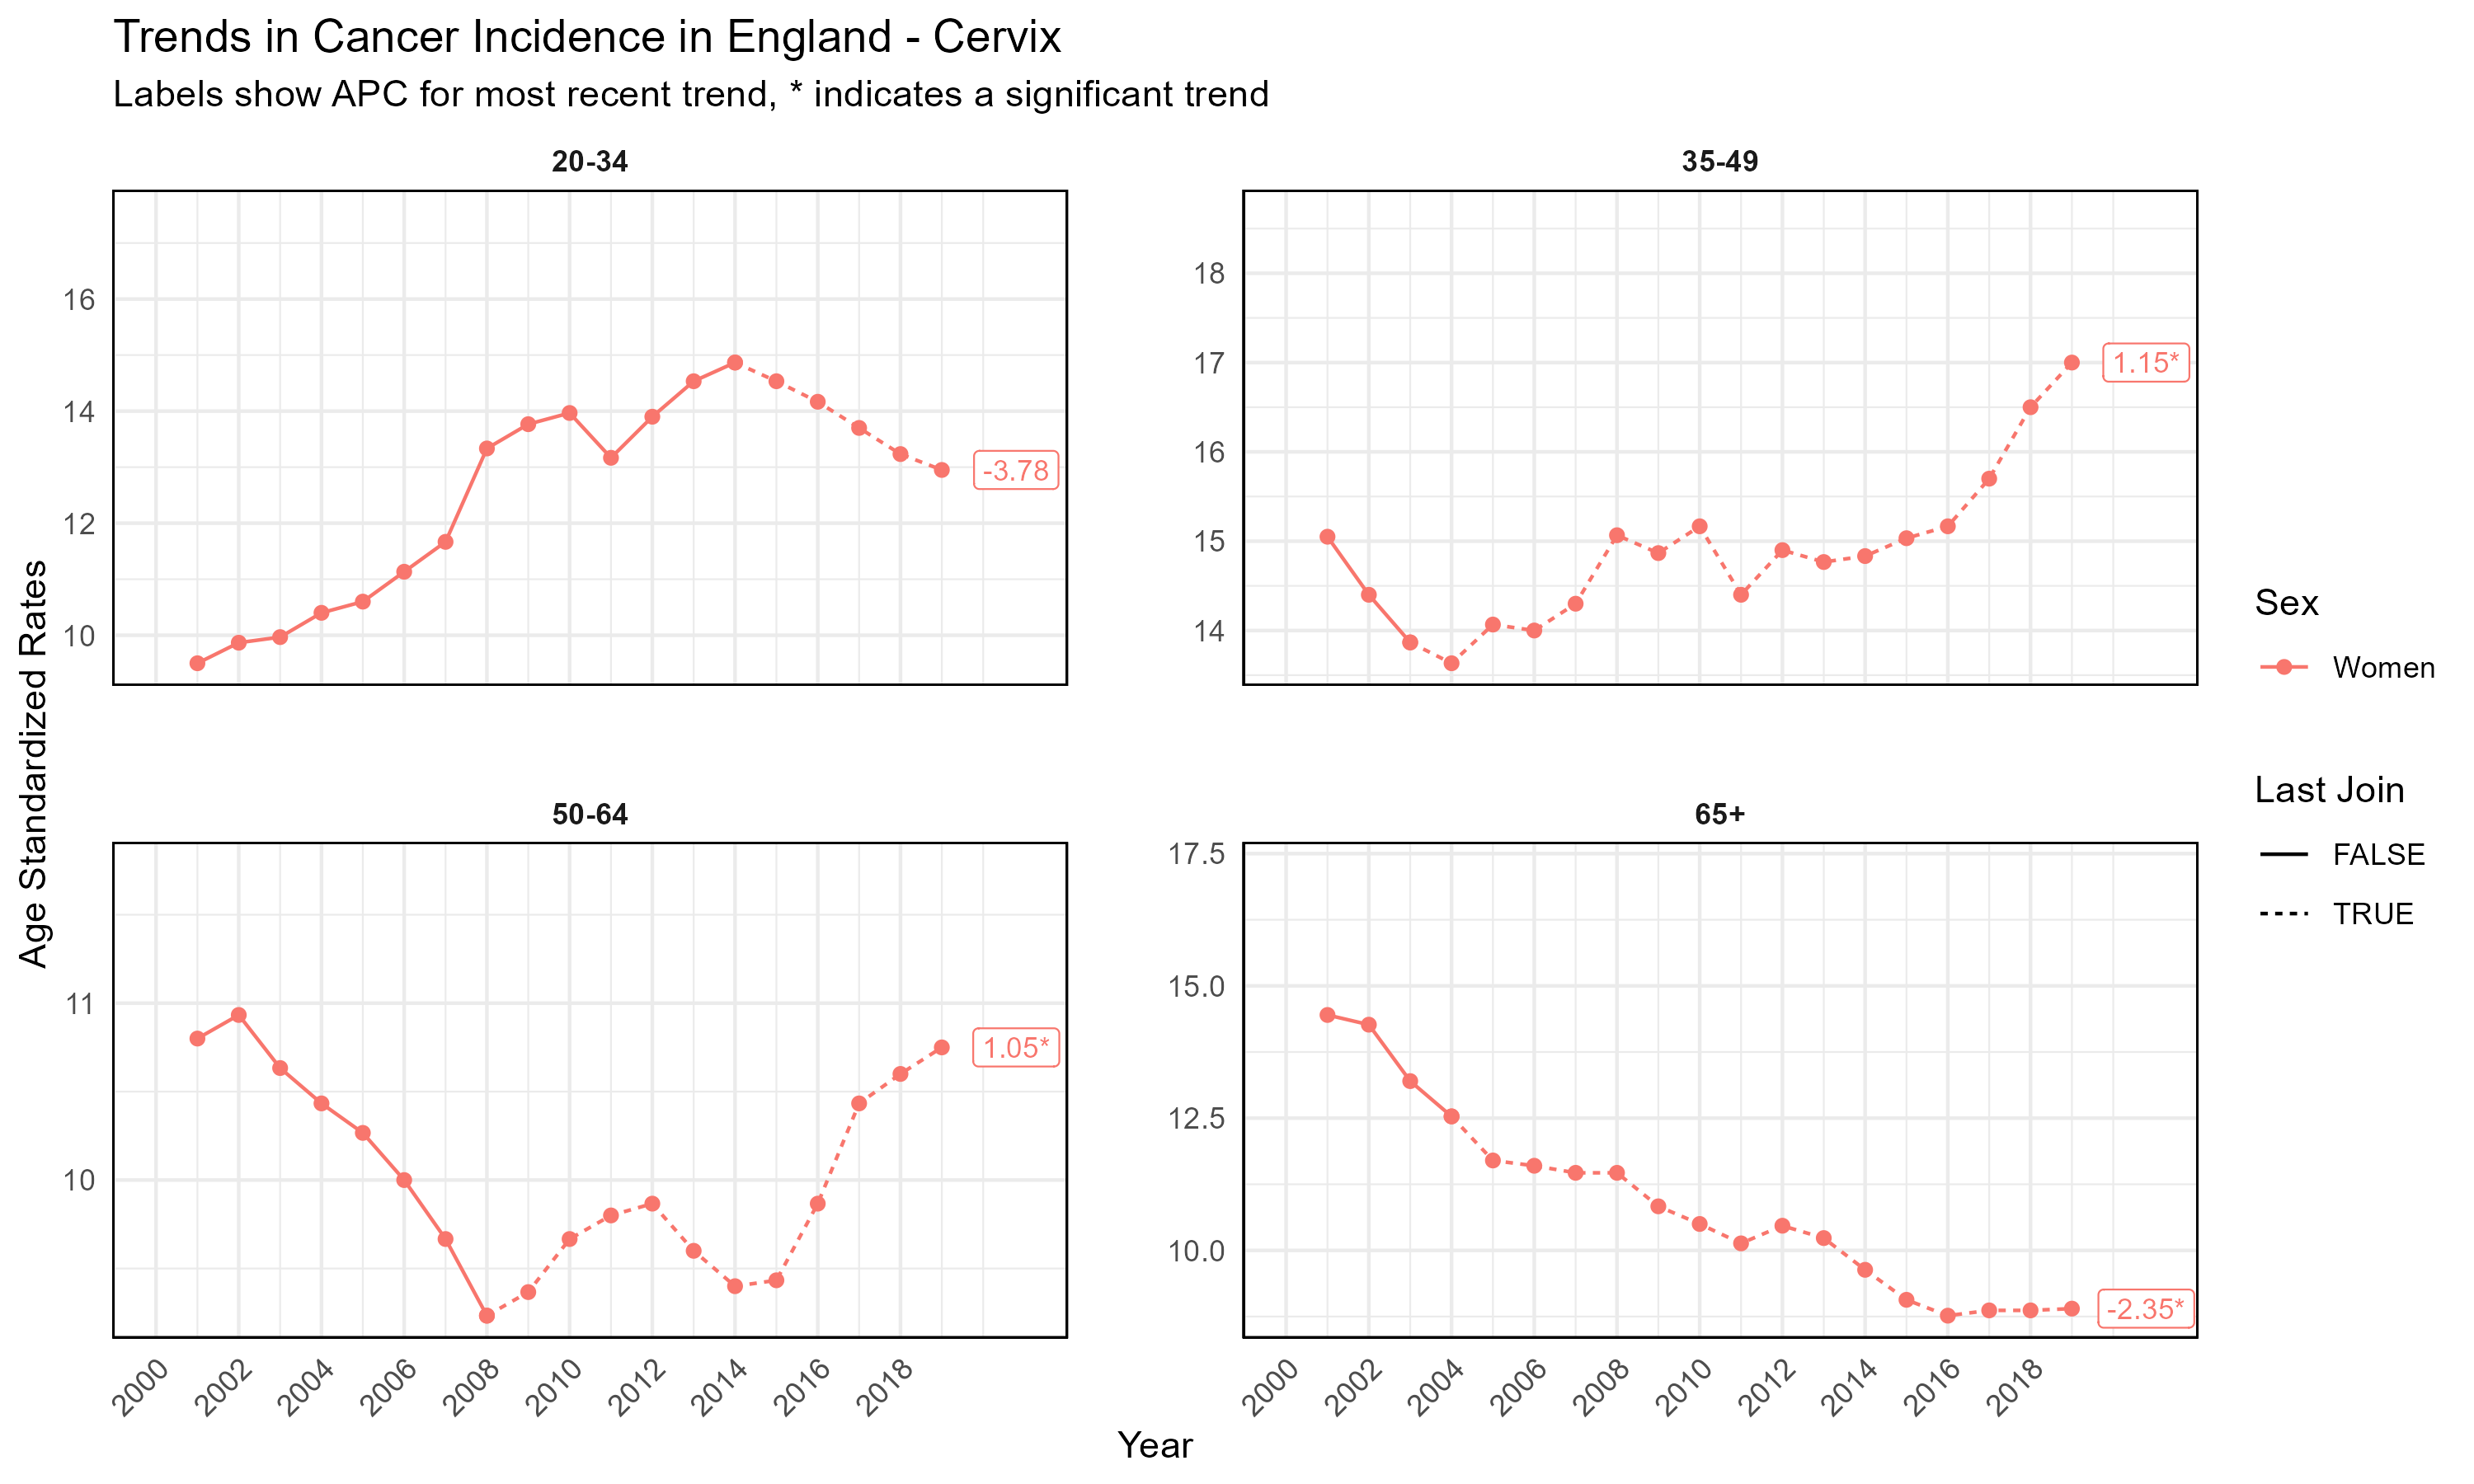 Trends in Cancer Incidence in England - Cervix
Labels show APC for most recent trend, * indicates a significant trend
Age Standardized Rates
20-34
16
14
12
10
-3.78
35-49
18
17
16
15
14
1.15*
50-64
11
10
1.05*
2000 2002 2004 2006 2008 2010 2012 2014 2016 2018
65+
17.5
15.0
12.5
10.0
-2.35*
2000 2002 2004 2006 2008 2010 2012 2014 2016 2018
Year
Sex
Women
Last Join
FALSE
TRUE